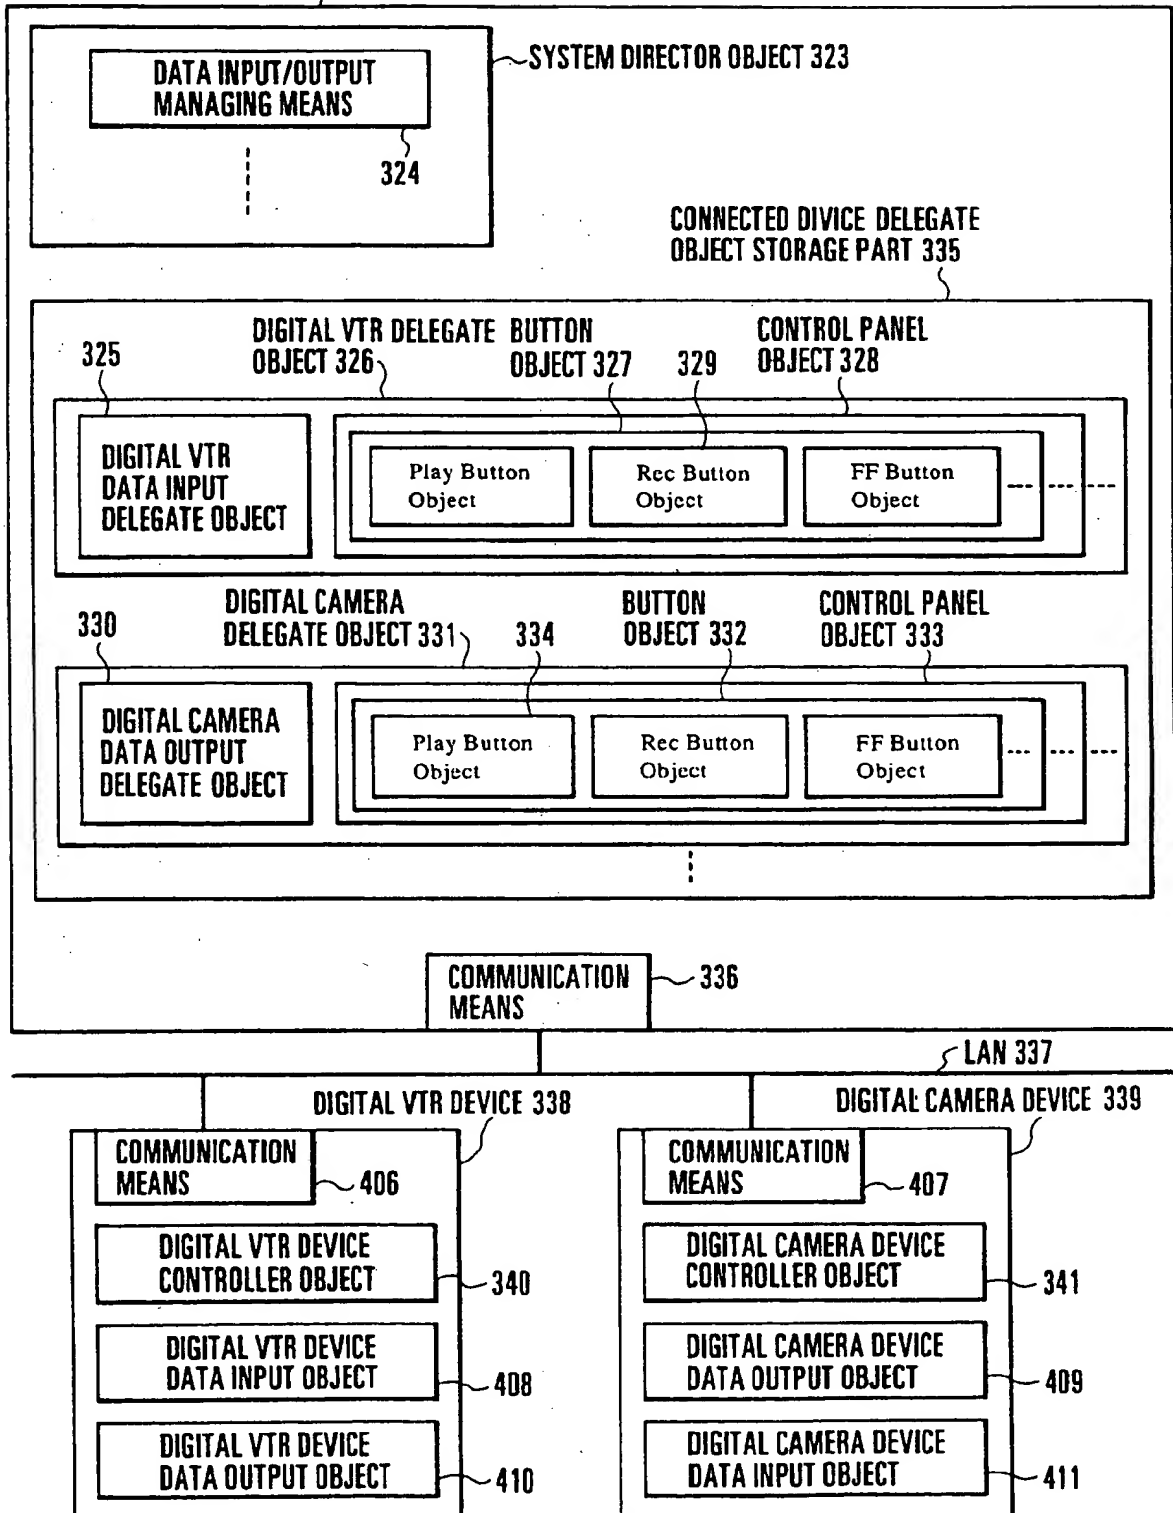 DATA INPUT/OUTPUT
MANAGING MEANS
324
SYSTEM DIRECTOR OBJECT 323
CONNECTED DIVICE DELEGATE
OBJECT STORAGE PART 335
325
DIGITAL VTR DELEGATE
OBJECT 326
BUTTON
OBJECT 327
329
CONTROL PANEL
OBJECT 328
DIGITAL VTR
DATA INPUT
DELEGATE OBJECT
Play Button
Object
Rec Button
Object
FF Button
Object
330
DIGITAL CAMERA
DELEGATE OBJECT 331
334
BUTTON
OBJECT 332
CONTROL PANEL
OBJECT 333
DIGITAL CAMERA
DATA OUTPUT
DELEGATE OBJECT
Play Button
Object
Rec Button
Object
FF Button
Object
COMMUNICATION
MEANS
336
LAN 337
DIGITAL VTR DEVICE 338
COMMUNICATION
MEANS
406
DIGITAL VTR DEVICE
CONTROLLER OBJECT
340
DIGITAL VTR DEVICE
DATA INPUT OBJECT
408
DIGITAL VTR DEVICE
DATA OUTPUT OBJECT
410
DIGITAL CAMERA DEVICE 339
COMMUNICATION
MEANS
407
DIGITAL CAMERA DEVICE
CONTROLLER OBJECT
341
DIGITAL CAMERA DEVICE
DATA OUTPUT OBJECT
409
DIGITAL CAMERA DEVICE
DATA INPUT OBJECT
411